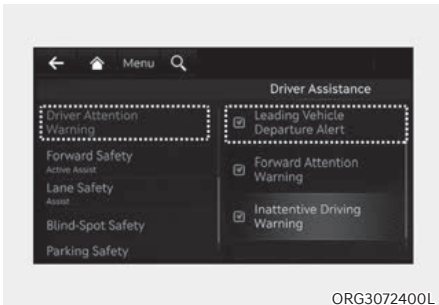 Menu
Driver Assistance
Driver Attention
Warning
Forward Safety
Active Assist
Lane Safety
Assist
Blind-Spot Safety
Parking Safety
Leading Vehicle
Departure Alert
Forward Attention
Warning
Inattentive Driving
Warning
ORG3072400L